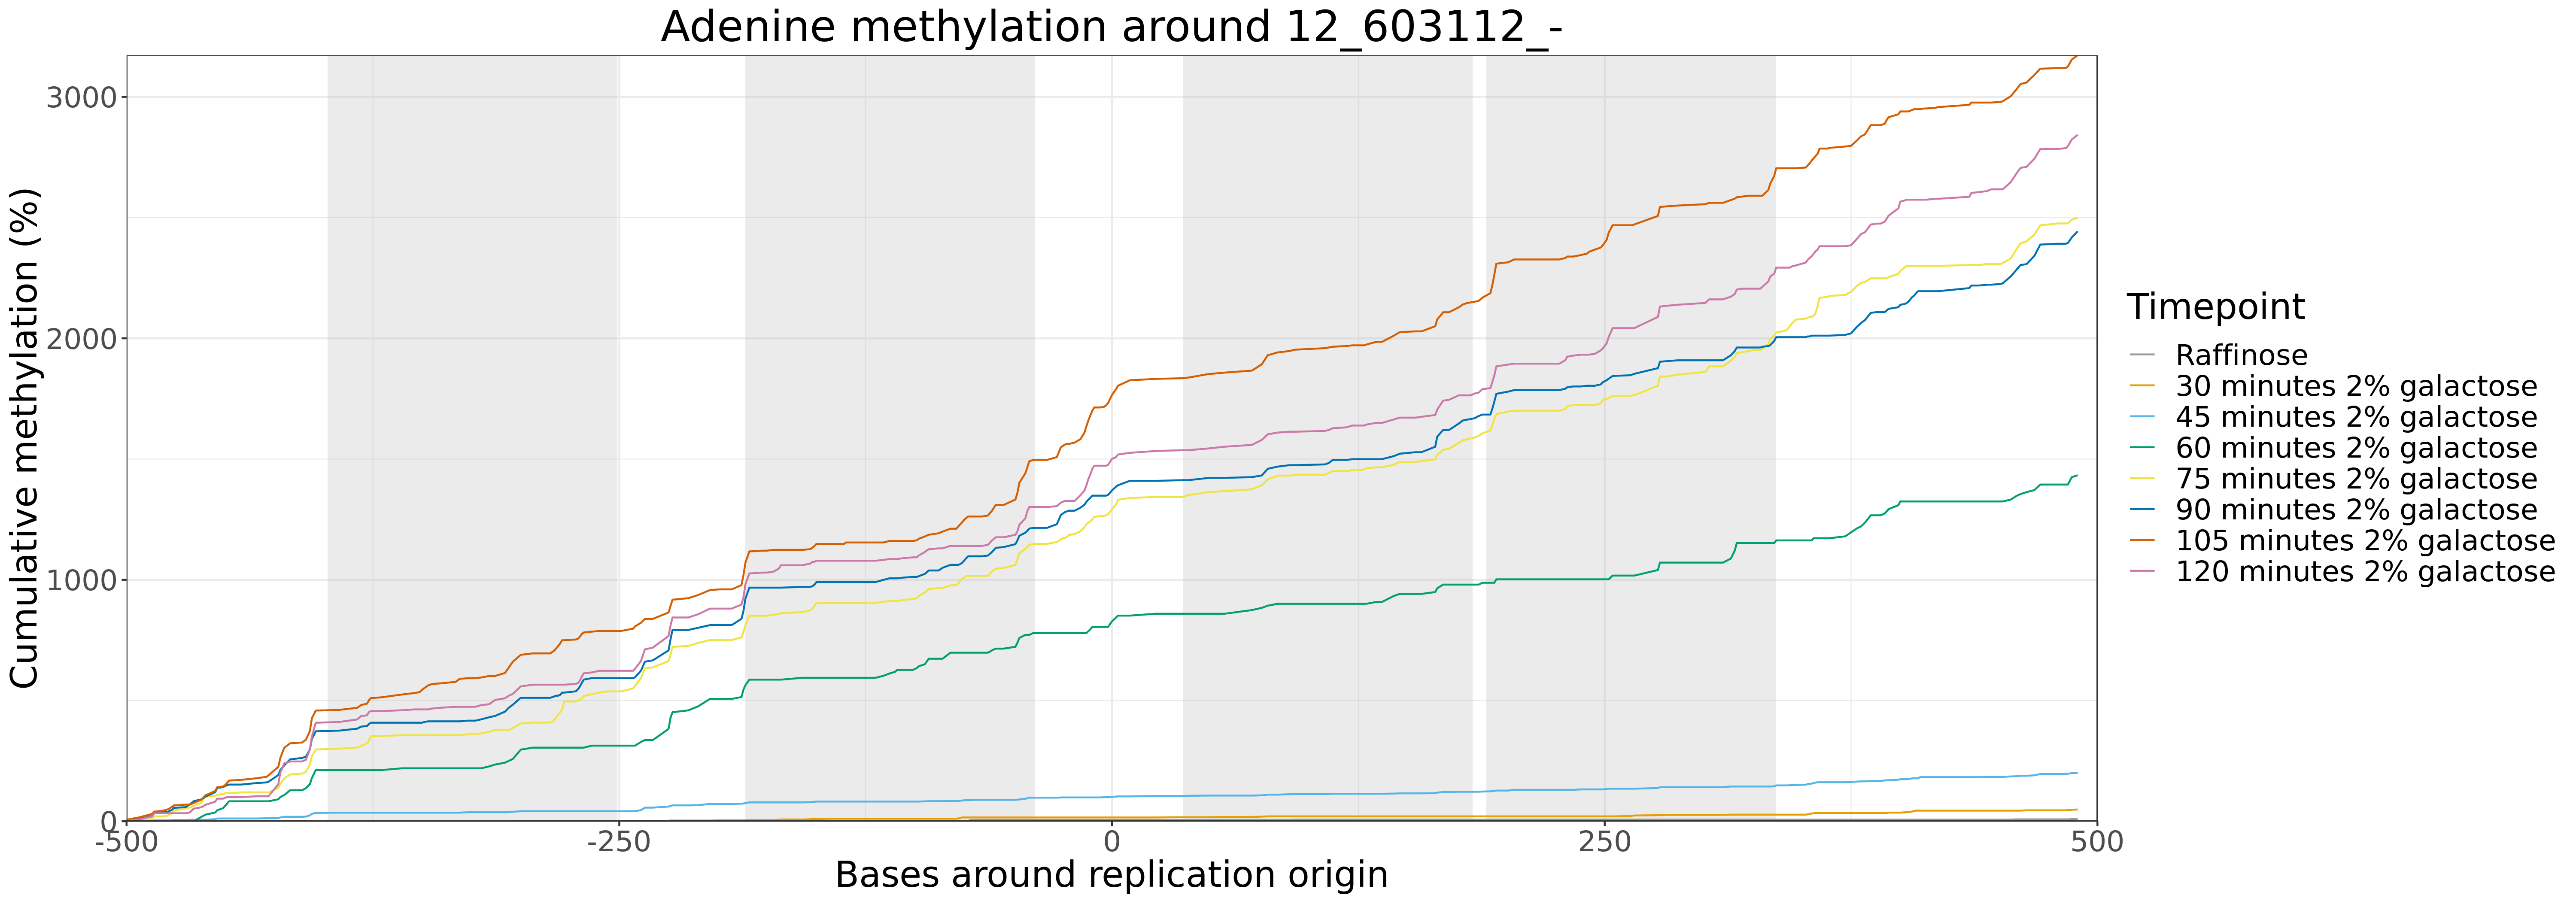 Adenine methylation around 12_603112_-
Cumulative methylation (%)
3000
2000
1000
0
-500
-250
0
250
500
Bases around replication origin
Timepoint
Raffinose
30 minutes 2% galactose
45 minutes 2% galactose
60 minutes 2% galactose
75 minutes 2% galactose
90 minutes 2% galactose
105 minutes 2% galactose
120 minutes 2% galactose